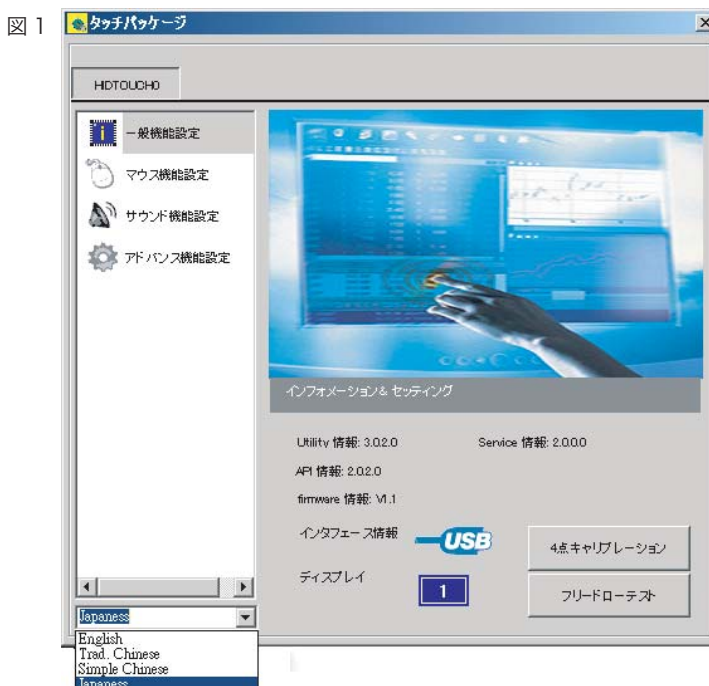 図 1
タッチパッケージ
HIDTOUCH0
一般機能設定
マウス機能設定
サウンド機能設定
アドバンス機能設定
インフォメーション& セッティング
Utility 情報: 3.0.2.0
Service 情報: 2.0.0.0
API 情報: 2.0.2.0
firmware 情報: V1.1
インタフェース情報
USB
4点キャリブレーション
ディスプレイ
1
フリードローテスト
Japaness
English
Trad. Chinese
Simple Chinese
Japaness